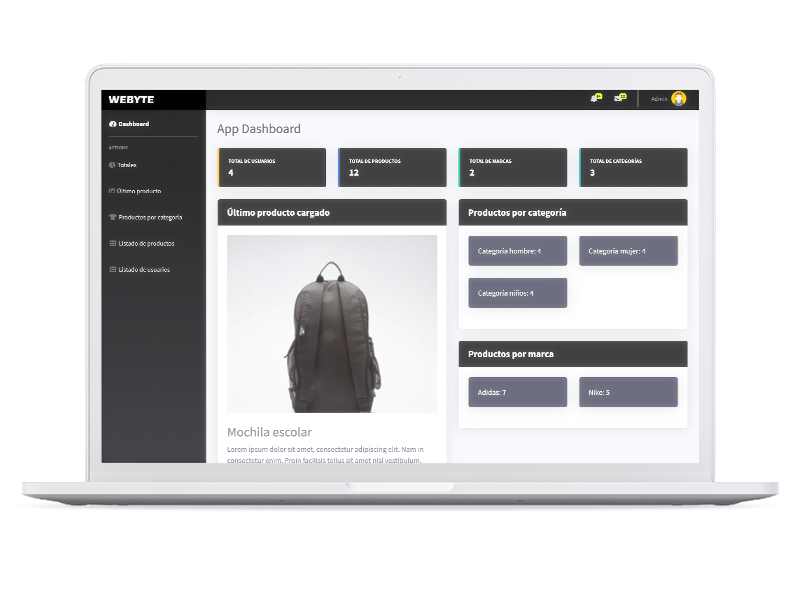 WEBYTE
Admin
Dashboard
ACTIONS
Totales
Último producto
Productos por categoría
Listado de productos
Listado de usuarios
App Dashboard
TOTAL DE USUARIOS
4
TOTAL DE PRODUCTOS
12
TOTAL DE MARCAS
2
TOTAL DE CATEGORÍAS
3
Último producto cargado
Mochila escolar
Lorem ipsum dolor sit amet, consectetur adipiscing elit. Nam in
consectetur enim. Proin facilisis tellus sit amet nisl vestibulum,
Productos por categoría
Categoría hombre: 4
Categoría mujer: 4
Categoría niños: 4
Productos por marca
Adidas: 7
Nike: 5